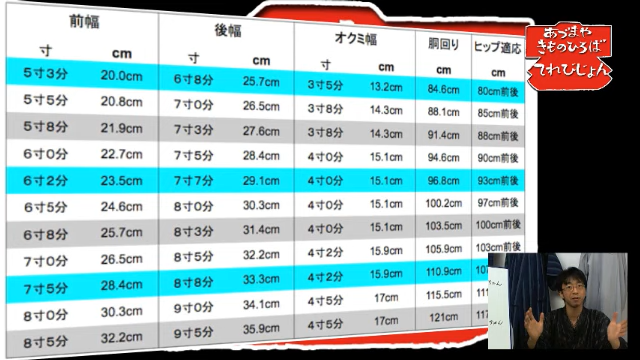 前幅 後幅 オクミ幅 胴回り ヒップ適応
寸 cm 寸 cm 寸 cm cm cm
5寸3分 20.0cm 6寸8分 25.7cm 3寸5分 13.2cm 84.6cm 80cm前後
5寸5分 20.8cm 7寸0分 26.5cm 3寸8分 14.3cm 88.1cm 85cm前後
5寸8分 21.9cm 7寸3分 27.6cm 3寸8分 14.3cm 91.4cm 88cm前後
6寸0分 22.7cm 7寸5分 28.4cm 4寸0分 15.1cm 94.6cm 90cm前後
6寸2分 23.5cm 7寸7分 29.1cm 4寸0分 15.1cm 96.8cm 93cm前後
6寸5分 24.6cm 8寸0分 30.3cm 4寸0分 15.1cm 100.2cm 97cm前後
6寸8分 25.7cm 8寸3分 31.4cm 4寸0分 15.1cm 103.5cm 100cm前後
7寸0分 26.5cm 8寸5分 32.2cm 4寸2分 15.9cm 105.9cm 103cm前後
7寸5分 28.4cm 8寸8分 33.3cm 4寸2分 15.9cm 110.9cm
8寸0分 30.3cm 9寸0分 34.1cm 4寸5分 17cm 115.5cm
8寸5分 32.2cm 9寸5分 35.9cm 4寸5分 17cm 121cm
あづまや
きものひろば
てれびじょん